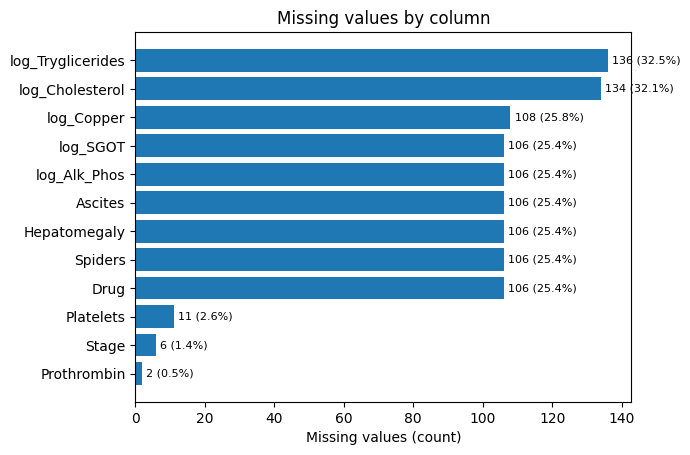 Missing values by column
log_Tryglicerides 136 (32.5%)
log_Cholesterol 134 (32.1%)
log_Copper 108 (25.8%)
log_SGOT 106 (25.4%)
log_Alk_Phos 106 (25.4%)
Ascites 106 (25.4%)
Hepatomegaly 106 (25.4%)
Spiders 106 (25.4%)
Drug 106 (25.4%)
Platelets 11 (2.6%)
Stage 6 (1.4%)
Prothrombin 2 (0.5%)
0 20 40 60 80 100 120 140
Missing values (count)